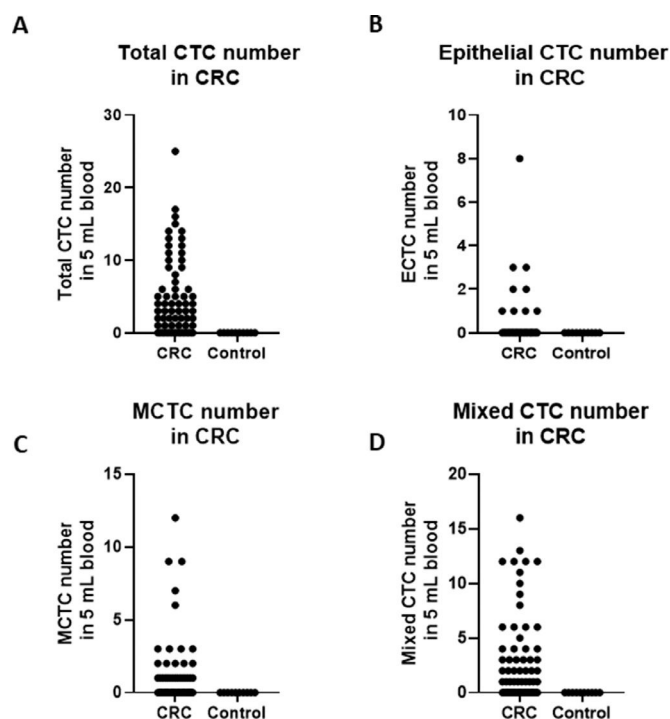 A
Total CTC number
in CRC
Total CTC number
in 5 mL blood
30
20
10
0
CRC
Control
B
Epithelial CTC number
in CRC
ECTC number
in 5 mL blood
10
8
6
4
2
0
CRC
Control
C
MCTC number
in CRC
MCTC number
in 5 mL blood
15
10
5
0
CRC
Control
D
Mixed CTC number
in CRC
Mixed CTC number
in 5 mL blood
20
15
10
5
0
CRC
Control